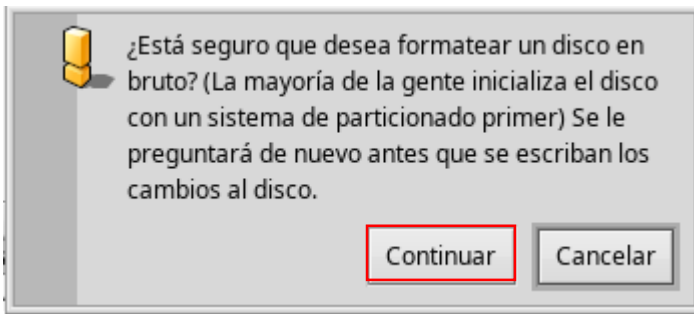 ¿Está seguro que desea formatear un disco en
bruto? (La mayoría de la gente inicializa el disco
con un sistema de particionado primer) Se le
preguntará de nuevo antes que se escriban los
cambios al disco.
Continuar Cancelar